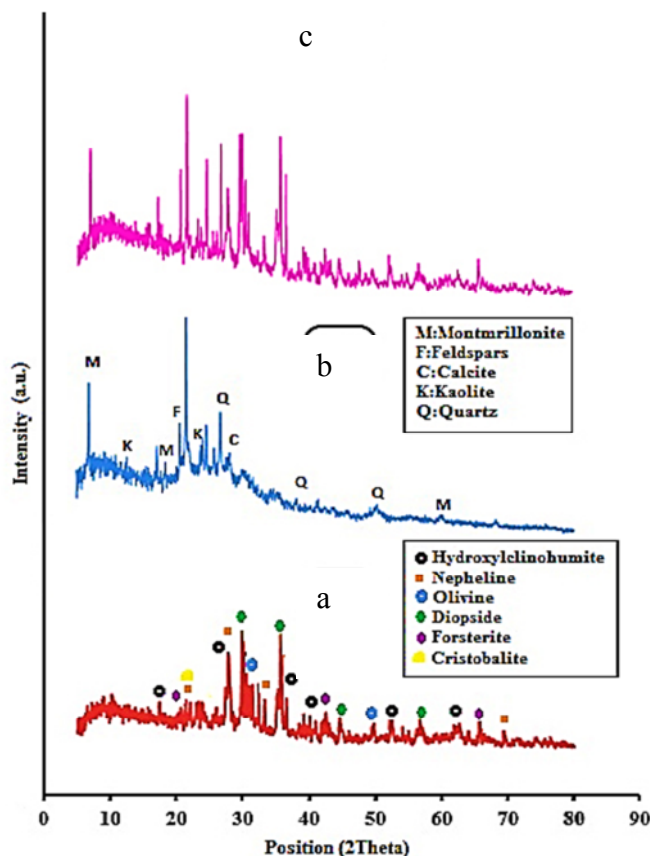 c
M:Montmrillonite
F:Feldspars
C:Calcite
K:Kaolite
Q:Quartz
b
M
K
M
F
K
Q
C
Q
Q
M
Hydroxylclinohumite
Nepheline
Olivine
Diopside
Forsterite
Cristobalite
a
Intensity (a.u.)
0 10 20 30 40 50 60 70 80 90
Position (2Theta)